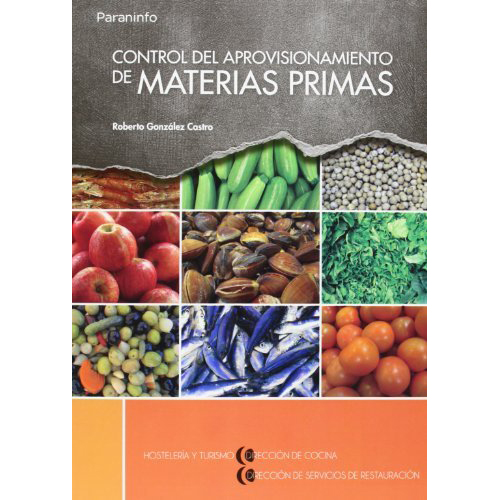 Paraninfo
CONTROL DEL APROVISIONAMIENTO
DE MATERIAS PRIMAS
Roberto González Castro
HOSTELERÍA Y TURISMO DIRECCIÓN DE COCINA
DIRECCIÓN DE SERVICIOS DE RESTAURACIÓN